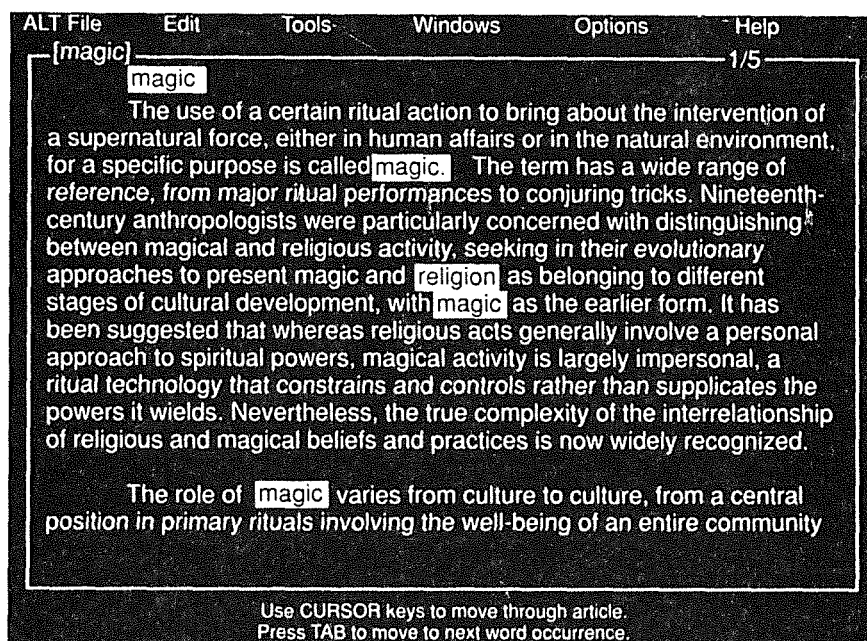 ALT File Edit Tools Windows Options Help
[magic] 1/5
magic
The use of a certain ritual action to bring about the intervention of
a supernatural force, either in human affairs or in the natural environment,
for a specific purpose is called magic. The term has a wide range of
reference, from major ritual performances to conjuring tricks. Nineteenth-
century anthropologists were particularly concerned with distinguishing
between magical and religious activity, seeking in their evolutionary
approaches to present magic and religion as belonging to different
stages of cultural development, with magic as the earlier form. It has
been suggested that whereas religious acts generally involve a personal
approach to spiritual powers, magical activity is largely impersonal, a
ritual technology that constrains and controls rather than supplicates the
powers it wields. Nevertheless, the true complexity of the interrelationship
of religious and magical beliefs and practices is now widely recognized.
The role of magic varies from culture to culture, from a central
position in primary rituals involving the well-being of an entire community
Use CURSOR keys to move through article.
Press TAB to move to next word occurrence.